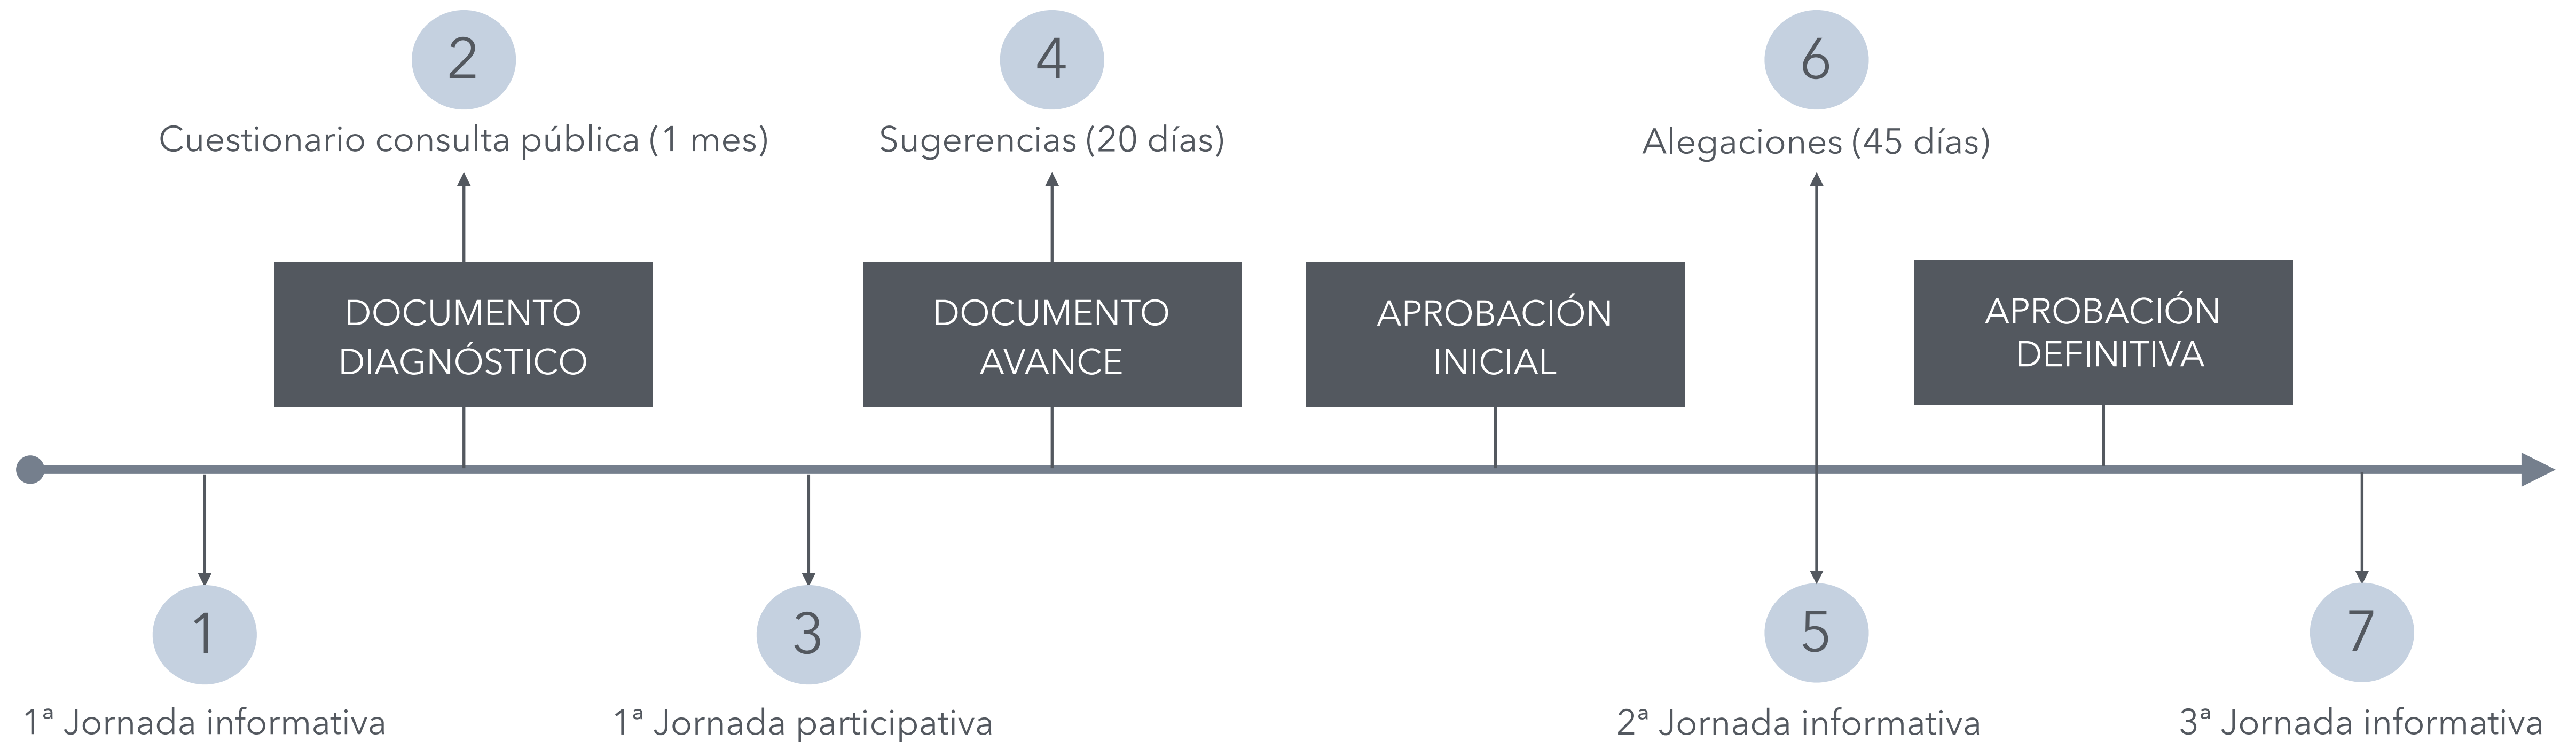 2
4
6
Cuestionario consulta pública (1 mes)
Sugerencias (20 días)
Alegaciones (45 días)
DOCUMENTO
DIAGNÓSTICO
DOCUMENTO
AVANCE
APROBACIÓN
INICIAL
APROBACIÓN
DEFINITIVA
1
3
5
7
1ª Jornada informativa
1ª Jornada participativa
2ª Jornada informativa
3ª Jornada informativa